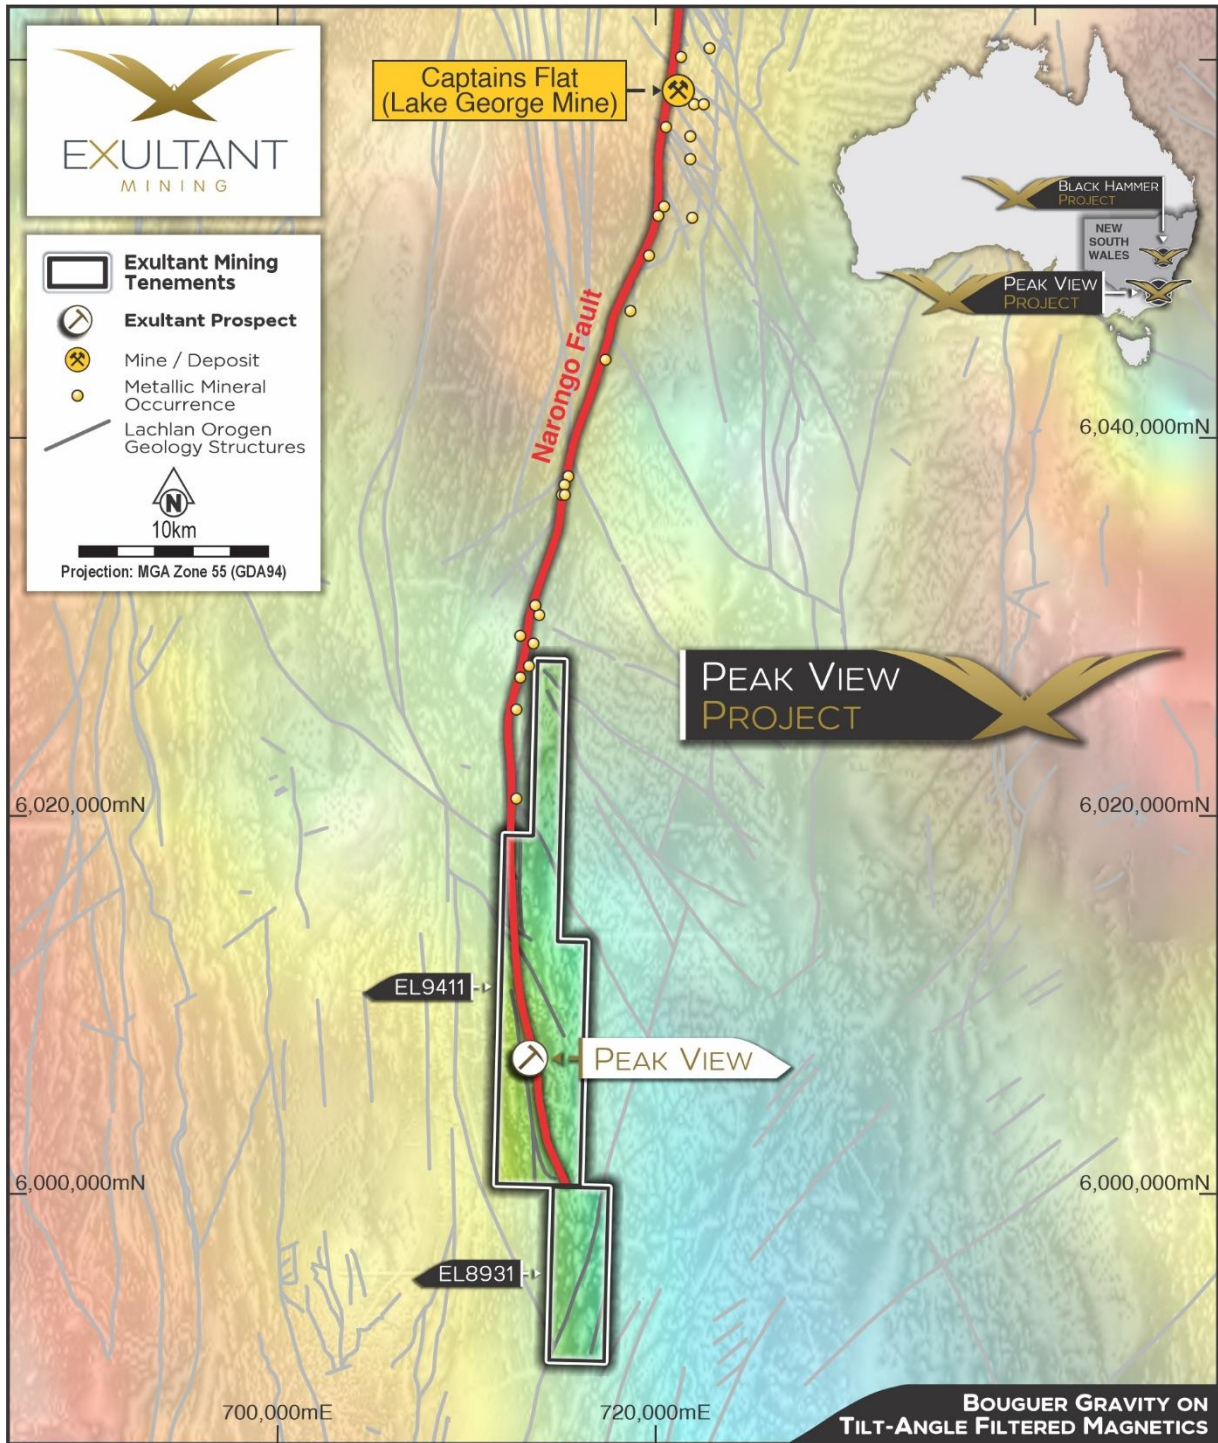 EXULTANT
MINING
Exultant Mining
Tenements
Exultant Prospect
Mine / Deposit
Metallic Mineral
Occurrence
Lachlan Orogen
Geology Structures
N
10km
Projection: MGA Zone 55 (GDA94)
Captains Flat
(Lake George Mine)
BLACK HAMMER
PROJECT
NEW
SOUTH
WALES
PEAK VIEW
PROJECT
Narongo Fault
6,040,000mN
PEAK VIEW
PROJECT
6,020,000mN
6,020,000mN
EL9411
PEAK VIEW
6,000,000mN
6,000,000mN
EL8931
700,000mE
720,000mE
BOUGUER GRAVITY ON
TILT-ANGLE FILTERED MAGNETICS